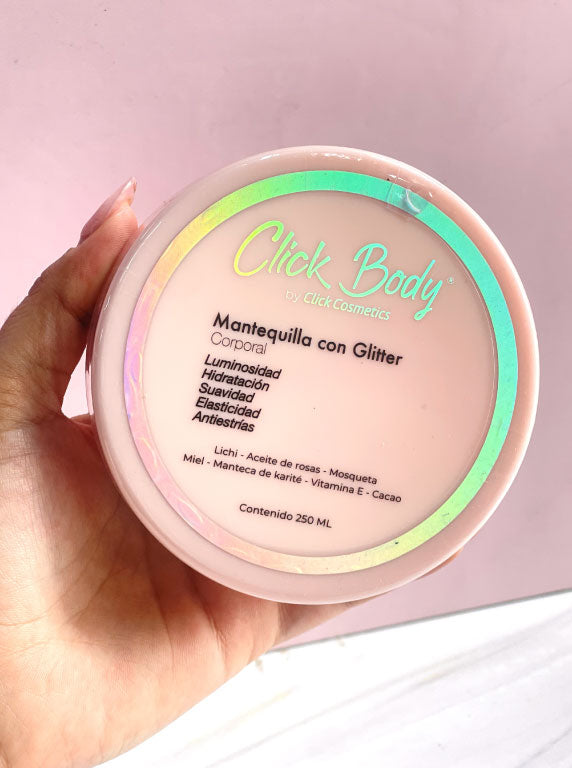 Click Body®
by Click Cosmetics
Mantequilla con Glitter
Corporal
Luminosidad
Hidratación
Suavidad
Elasticidad
Antiestrías
Lichi - Aceite de rosas - Mosqueta
Miel - Manteca de karité - Vitamina E - Cacao
Contenido 250 ML